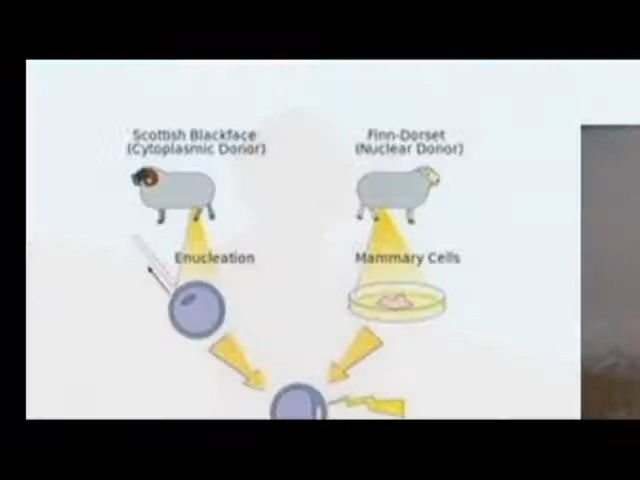 Scottish Blackface
(Cytoplasmic Donor)
Finn-Dorset
(Nuclear Donor)
Enucleation
Mammary Cells